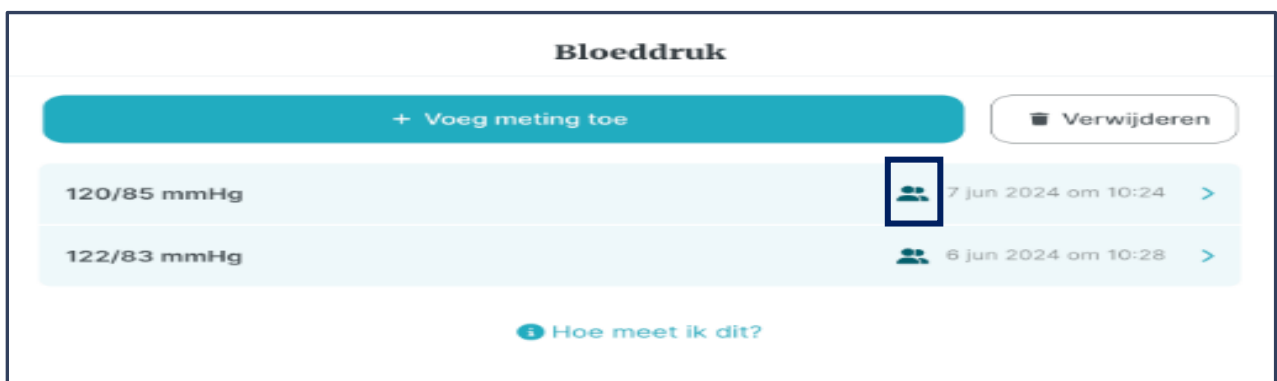 Bloeddruk
+ Voeg meting toe
Verwijderen
120/85 mmHg
7 jun 2024 om 10:24 >
122/83 mmHg
6 jun 2024 om 10:28 >
Hoe meet ik dit?